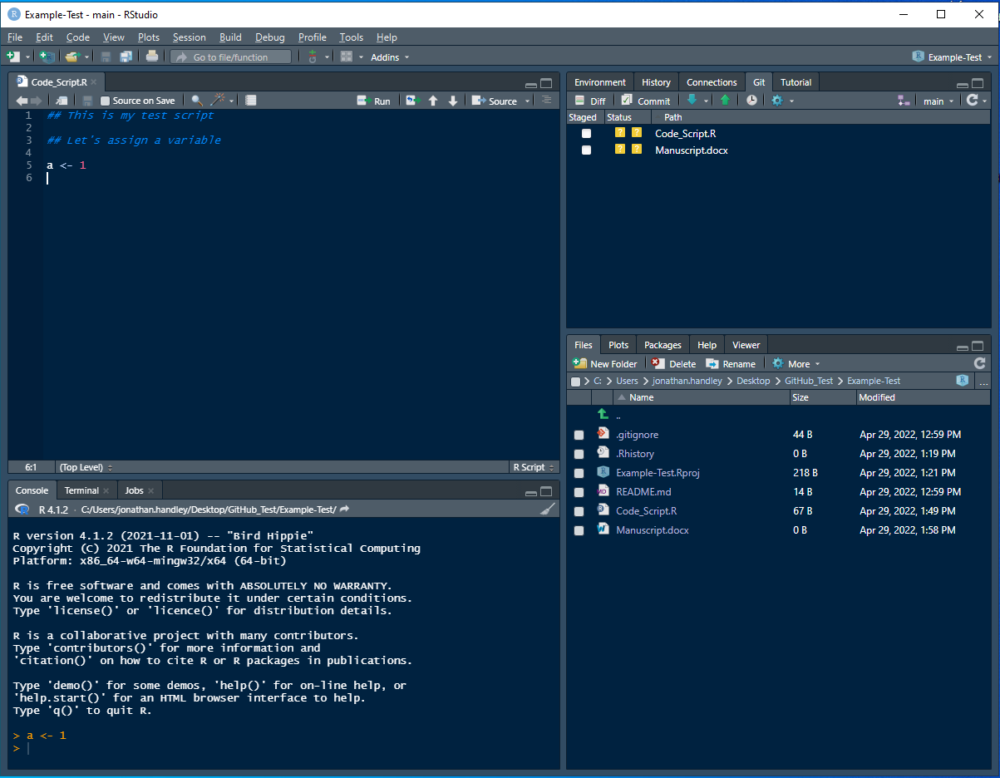 Example-Test - main - RStudio
File Edit Code View Plots Session Build Debug Profile Tools Help
Go to file/function Addins Example-Test
Code_Script.R
Source on Save Run Source
1 ## This is my test script
2
3 ## Let's assign a variable
4
5 a <- 1
6
6:1 (Top Level) R Script
Console Terminal Jobs
R 4.1.2 · C:/Users/jonathan.handley/Desktop/GitHub_Test/Example-Test/
R version 4.1.2 (2021-11-01) -- "Bird Hippie"
Copyright (C) 2021 The R Foundation for Statistical Computing
Platform: x86_64-w64-mingw32/x64 (64-bit)
R is free software and comes with ABSOLUTELY NO WARRANTY.
You are welcome to redistribute it under certain conditions.
Type 'license()' or 'licence()' for distribution details.
R is a collaborative project with many contributors.
Type 'contributors()' for more information and
'citation()' on how to cite R or R packages in publications.
Type 'demo()' for some demos, 'help()' for on-line help, or
'help.start()' for an HTML browser interface to help.
Type 'q()' to quit R.
> a <- 1
>
Environment History Connections Git Tutorial
Diff Commit main
Staged Status Path
? ? Code_Script.R
? ? Manuscript.docx
Files Plots Packages Help Viewer
New Folder Delete Rename More
C: Users jonathan.handley Desktop GitHub_Test Example-Test ...
Name Size Modified
..
.gitignore 44 B Apr 29, 2022, 12:59 PM
.Rhistory 0 B Apr 29, 2022, 1:19 PM
Example-Test.Rproj 218 B Apr 29, 2022, 1:21 PM
README.md 14 B Apr 29, 2022, 12:59 PM
Code_Script.R 67 B Apr 29, 2022, 1:49 PM
Manuscript.docx 0 B Apr 29, 2022, 1:58 PM